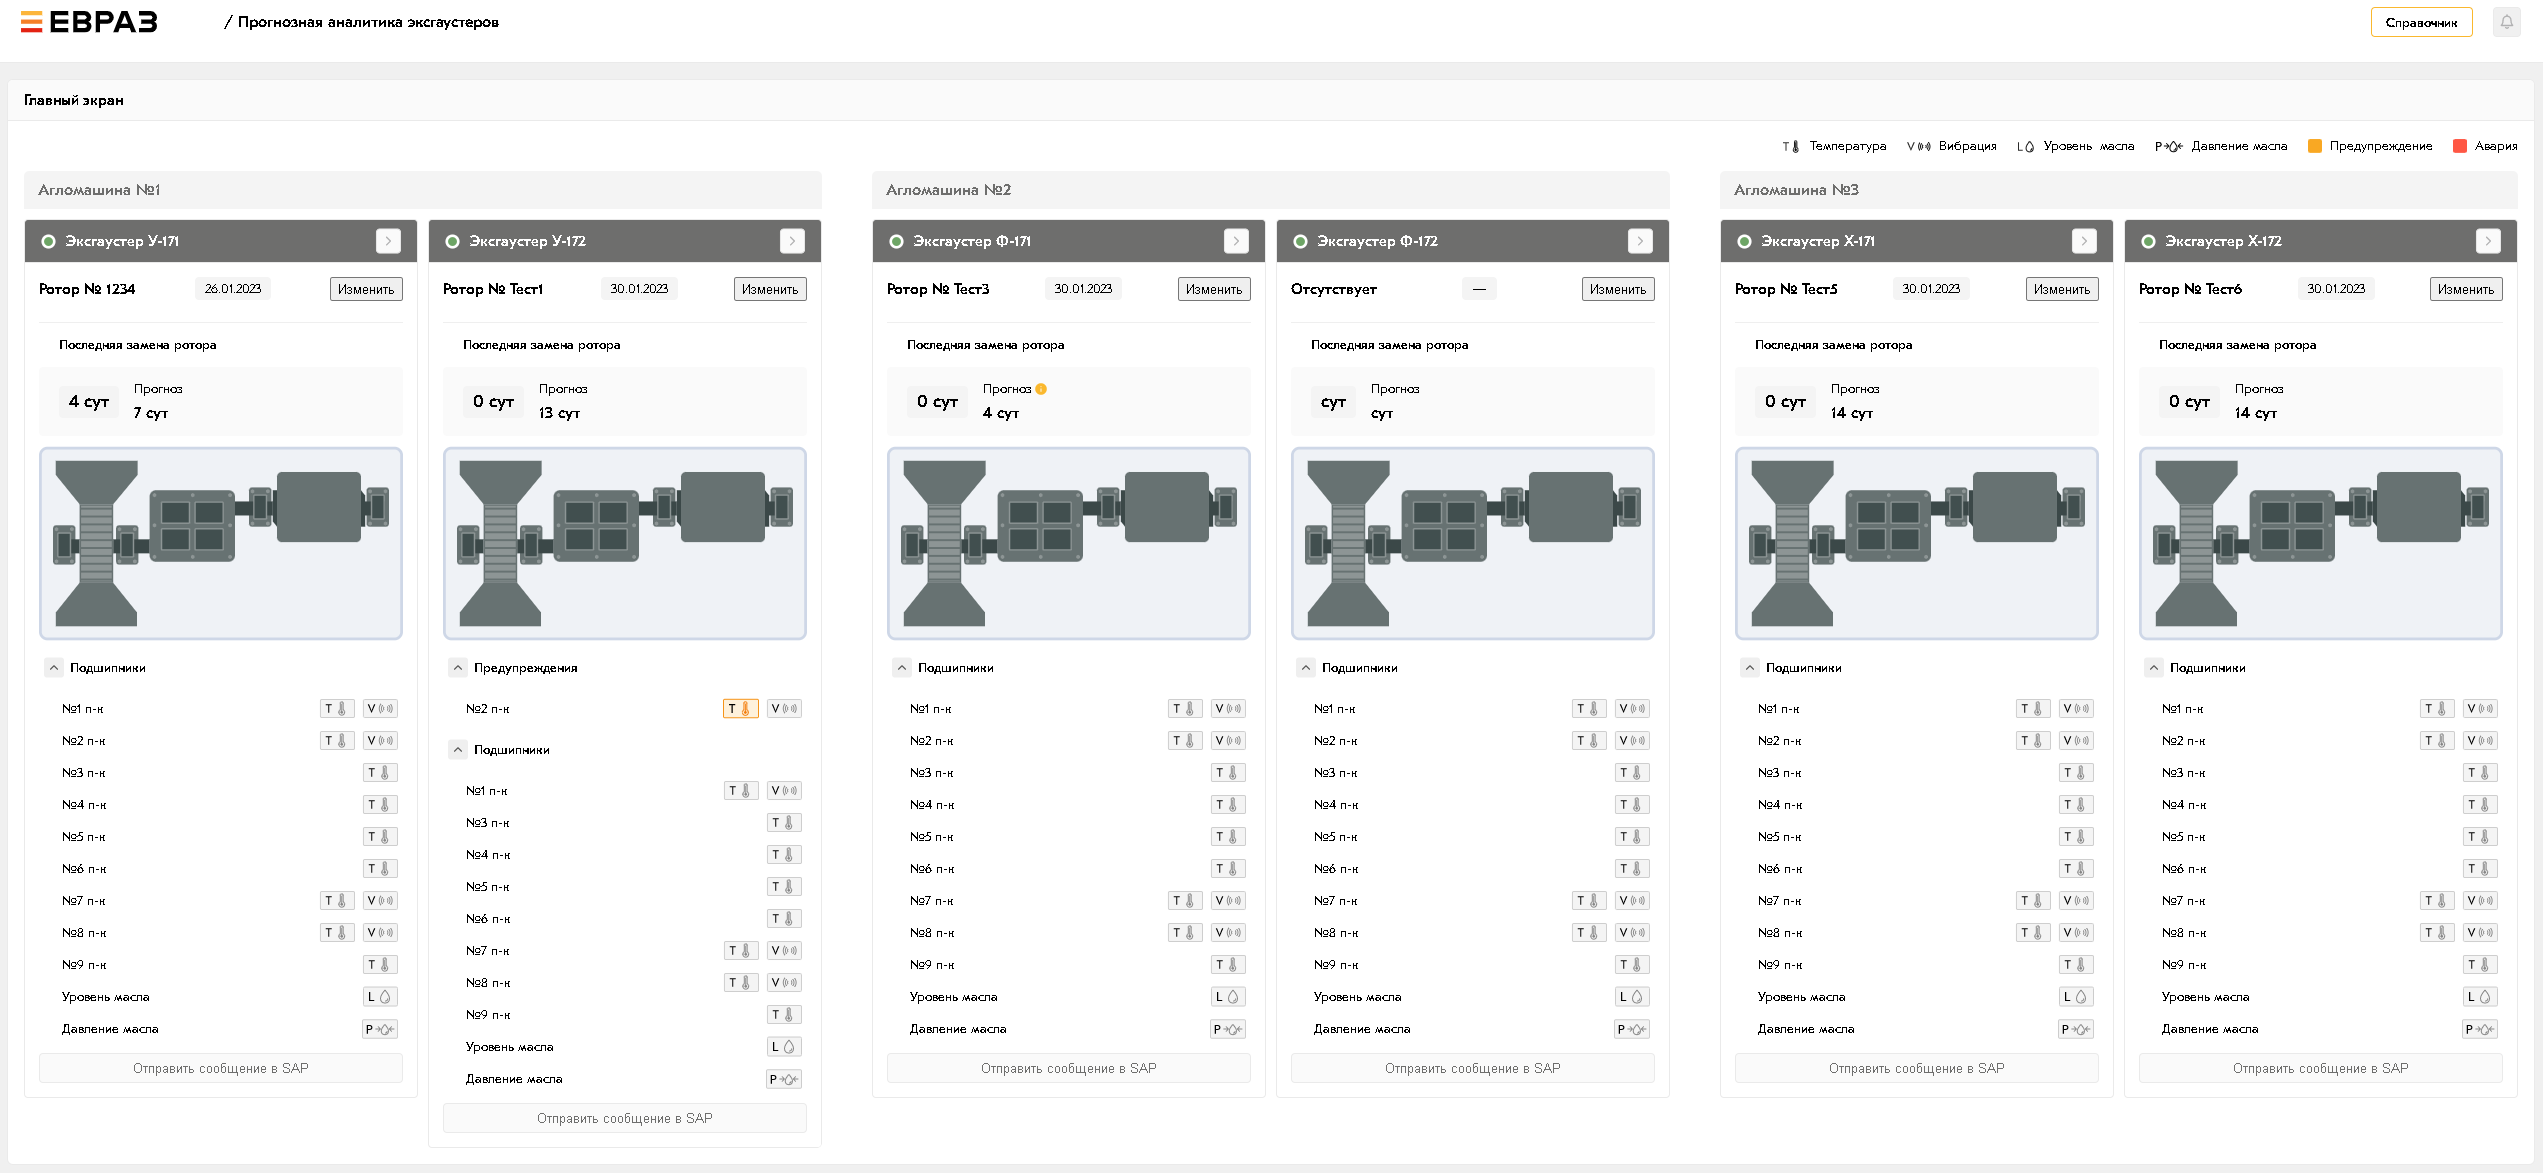 ЕВРАЗ
/ Прогнозная аналитика эксгаустеров
Справочник
Главный экран
T Температура V Вибрация L Уровень масла P Давление масла Предупреждение Авария
Агломашина №1
Эксгаустер У-171
Ротор № 1234 26.01.2023 Изменить
Последняя замена ротора
4 сут
Прогноз
7 сут
Подшипники
№1 п-к T V
№2 п-к T V
№3 п-к T
№4 п-к T
№5 п-к T
№6 п-к T
№7 п-к T V
№8 п-к T V
№9 п-к T
Уровень масла L
Давление масла P
Отправить сообщение в SAP
Эксгаустер У-172
Ротор № Тест1 30.01.2023 Изменить
Последняя замена ротора
0 сут
Прогноз
13 сут
Предупреждения
№2 п-к T V
Подшипники
№1 п-к T V
№3 п-к T
№4 п-к T
№5 п-к T
№6 п-к T
№7 п-к T V
№8 п-к T V
№9 п-к T
Уровень масла L
Давление масла P
Отправить сообщение в SAP
Агломашина №2
Эксгаустер Ф-171
Ротор № Тест3 30.01.2023 Изменить
Последняя замена ротора
0 сут
Прогноз
4 сут
Подшипники
№1 п-к T V
№2 п-к T V
№3 п-к T
№4 п-к T
№5 п-к T
№6 п-к T
№7 п-к T V
№8 п-к T V
№9 п-к T
Уровень масла L
Давление масла P
Отправить сообщение в SAP
Эксгаустер Ф-172
Отсутствует — Изменить
Последняя замена ротора
сут
Прогноз
сут
Подшипники
№1 п-к T V
№2 п-к T V
№3 п-к T
№4 п-к T
№5 п-к T
№6 п-к T
№7 п-к T V
№8 п-к T V
№9 п-к T
Уровень масла L
Давление масла P
Отправить сообщение в SAP
Агломашина №3
Эксгаустер Х-171
Ротор № Тест5 30.01.2023 Изменить
Последняя замена ротора
0 сут
Прогноз
14 сут
Подшипники
№1 п-к T V
№2 п-к T V
№3 п-к T
№4 п-к T
№5 п-к T
№6 п-к T
№7 п-к T V
№8 п-к T V
№9 п-к T
Уровень масла L
Давление масла P
Отправить сообщение в SAP
Эксгаустер Х-172
Ротор № Тест6 30.01.2023 Изменить
Последняя замена ротора
0 сут
Прогноз
14 сут
Подшипники
№1 п-к T V
№2 п-к T V
№3 п-к T
№4 п-к T
№5 п-к T
№6 п-к T
№7 п-к T V
№8 п-к T V
№9 п-к T
Уровень масла L
Давление масла P
Отправить сообщение в SAP